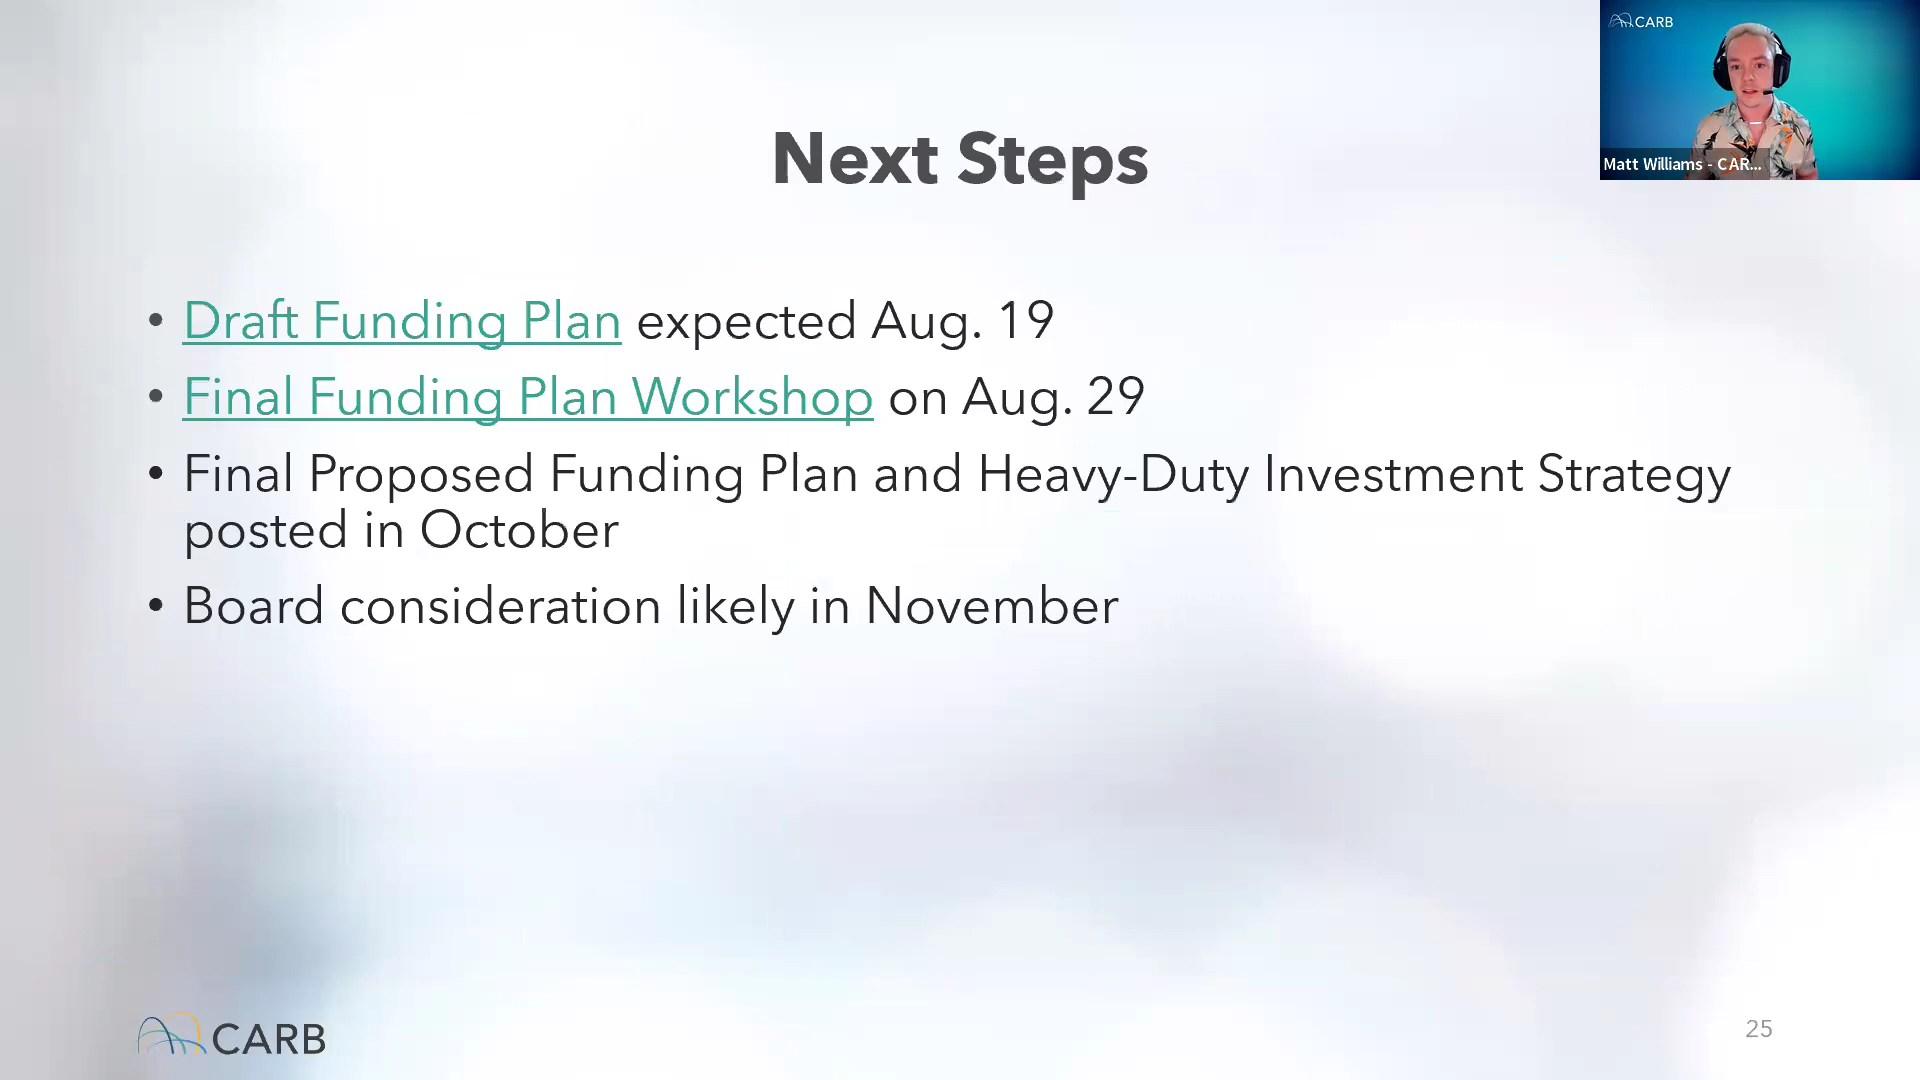 CARB
Matt Williams - CAR...
Next Steps
• Draft Funding Plan expected Aug. 19
• Final Funding Plan Workshop on Aug. 29
• Final Proposed Funding Plan and Heavy-Duty Investment Strategy
posted in October
• Board consideration likely in November
CARB
25